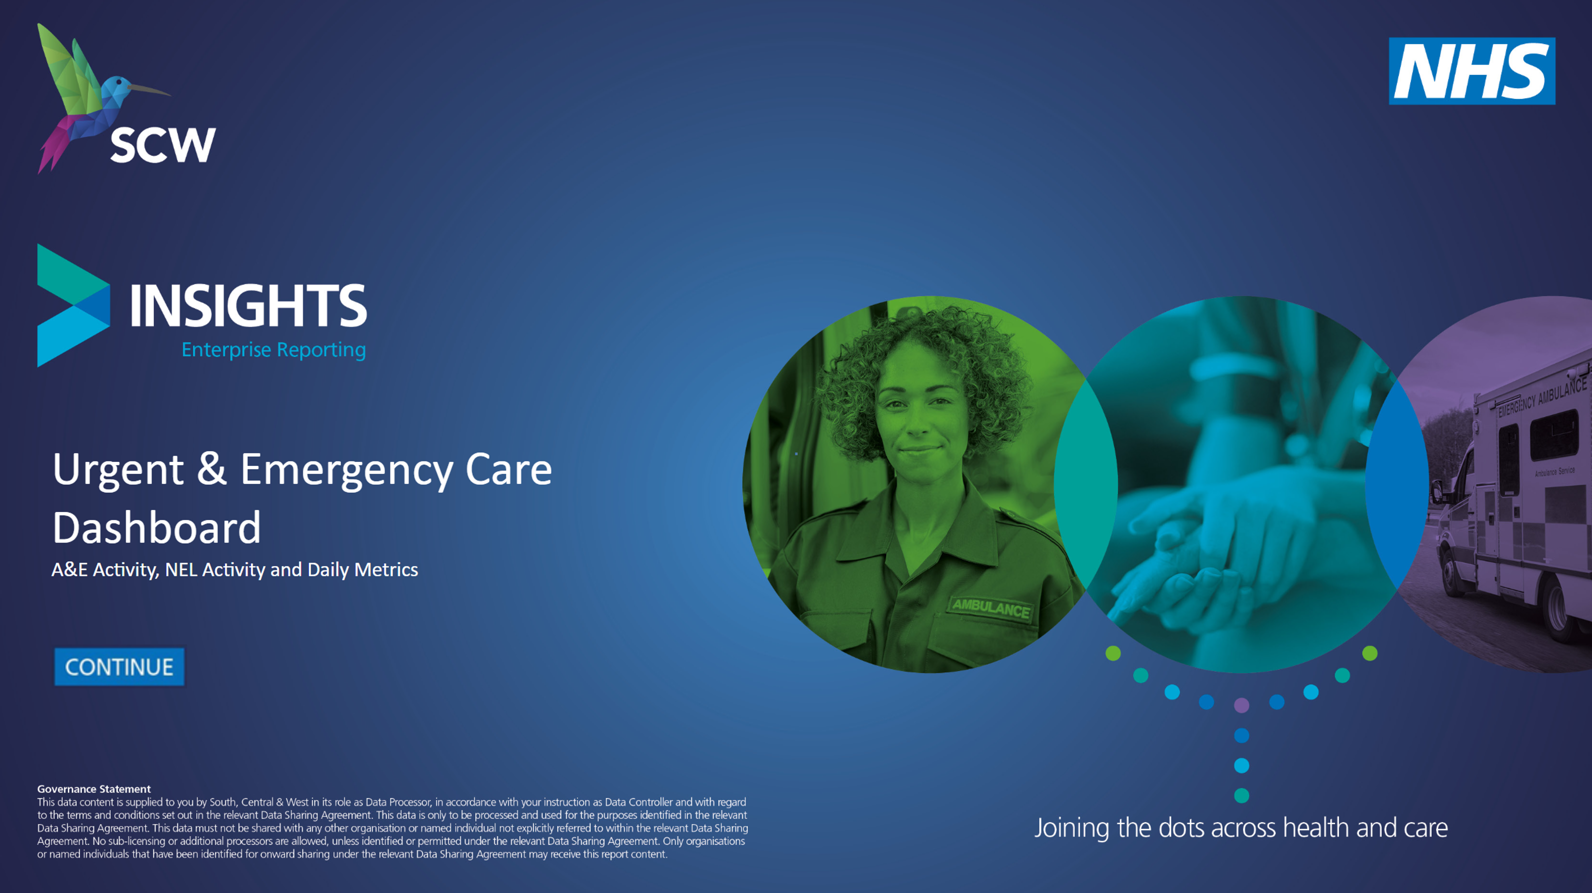 SCW
NHS
INSIGHTS
Enterprise Reporting
Urgent & Emergency Care
Dashboard
A&E Activity, NEL Activity and Daily Metrics
CONTINUE
AMBULANCE
EMERGENCY AMBULANCE
Ambulance Service
Governance Statement
This data content is supplied to you by South, Central & West in its role as Data Processor, in accordance with your instruction as Data Controller and with regard
to the terms and conditions set out in the relevant Data Sharing Agreement. This data is only to be processed and used for the purposes identified in the relevant
Data Sharing Agreement. This data must not be shared with any other organisation or named individual not explicitly referred to within the relevant Data Sharing
Agreement. No sub-licensing or additional processors are allowed, unless identified or permitted under the relevant Data Sharing Agreement. Only organisations
or named individuals that have been identified for onward sharing under the relevant Data Sharing Agreement may receive this report content.
Joining the dots across health and care